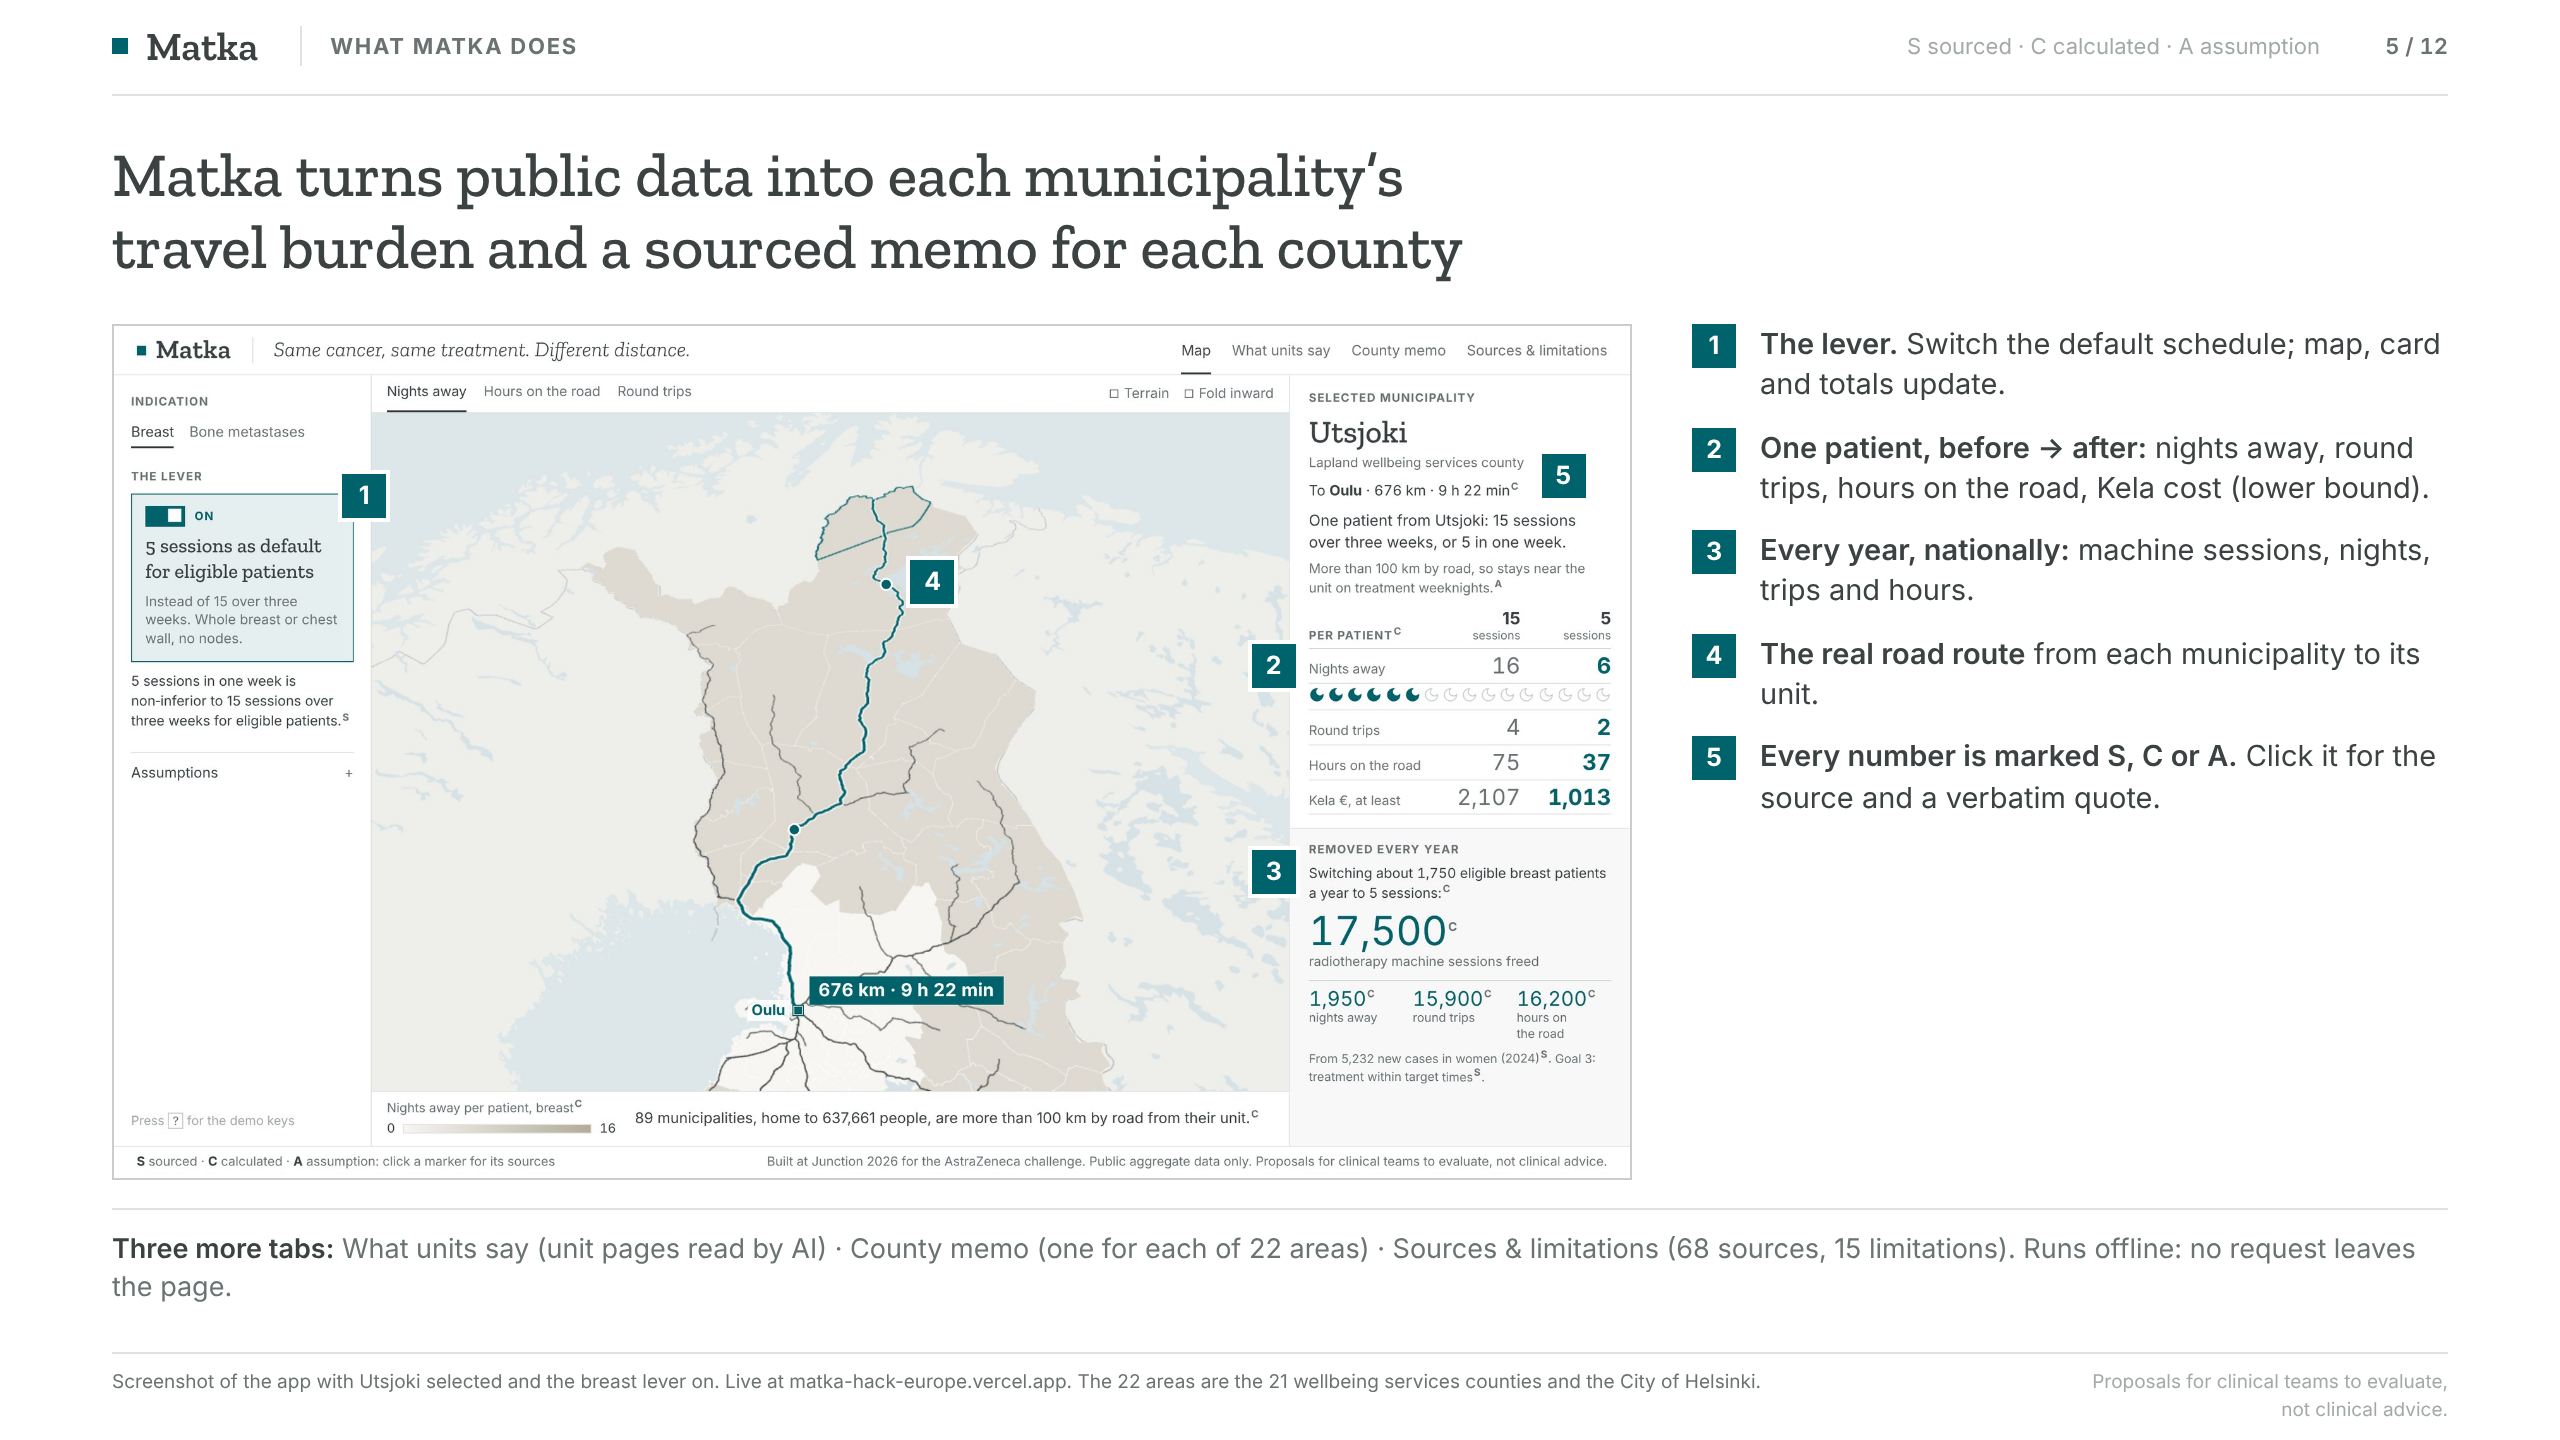 Matka
WHAT MATKA DOES
S sourced · C calculated · A assumption
5 / 12
Matka turns public data into each municipality’s
travel burden and a sourced memo for each county
Matka
Same cancer, same treatment. Different distance.
Map
What units say
County memo
Sources & limitations
INDICATION
Breast
Bone metastases
THE LEVER
1
ON
5 sessions as default
for eligible patients
Instead of 15 over three
weeks. Whole breast or chest
wall, no nodes.
5 sessions in one week is
non-inferior to 15 sessions over
three weeks for eligible patients.S
Assumptions +
Press ? for the demo keys
Nights away
Hours on the road
Round trips
Terrain
Fold inward
4
676 km · 9 h 22 min
Oulu
Nights away per patient, breastC
0 16
89 municipalities, home to 637,661 people, are more than 100 km by road from their unit.C
SELECTED MUNICIPALITY
Utsjoki
Lapland wellbeing services county
5
To Oulu · 676 km · 9 h 22 minC
One patient from Utsjoki: 15 sessions
over three weeks, or 5 in one week.
More than 100 km by road, so stays near the
unit on treatment weeknights.A
15 5
PER PATIENTC sessions sessions
2
Nights away 16 6
Round trips 4 2
Hours on the road 75 37
Kela €, at least 2,107 1,013
3
REMOVED EVERY YEAR
Switching about 1,750 eligible breast patients
a year to 5 sessions:C
17,500C
radiotherapy machine sessions freed
1,950C 15,900C 16,200C
nights away round trips hours on
the road
From 5,232 new cases in women (2024)S. Goal 3:
treatment within target timesS.
S sourced · C calculated · A assumption: click a marker for its sources
Built at Junction 2026 for the AstraZeneca challenge. Public aggregate data only. Proposals for clinical teams to evaluate, not clinical advice.
1 The lever. Switch the default schedule; map, card
and totals update.
2 One patient, before → after: nights away, round
trips, hours on the road, Kela cost (lower bound).
3 Every year, nationally: machine sessions, nights,
trips and hours.
4 The real road route from each municipality to its
unit.
5 Every number is marked S, C or A. Click it for the
source and a verbatim quote.
Three more tabs: What units say (unit pages read by AI) · County memo (one for each of 22 areas) · Sources & limitations (68 sources, 15 limitations). Runs offline: no request leaves
the page.
Screenshot of the app with Utsjoki selected and the breast lever on. Live at matka-hack-europe.vercel.app. The 22 areas are the 21 wellbeing services counties and the City of Helsinki.
Proposals for clinical teams to evaluate,
not clinical advice.